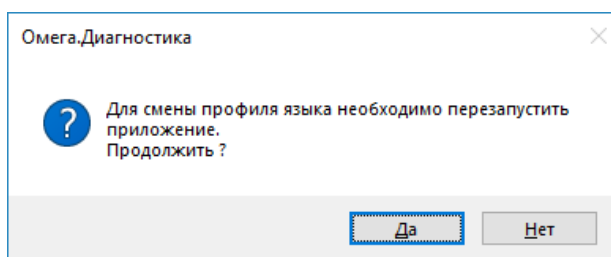 Омега.Диагностика
Для смены профиля языка необходимо перезапустить
приложение.
Продолжить ?
Да
Нет